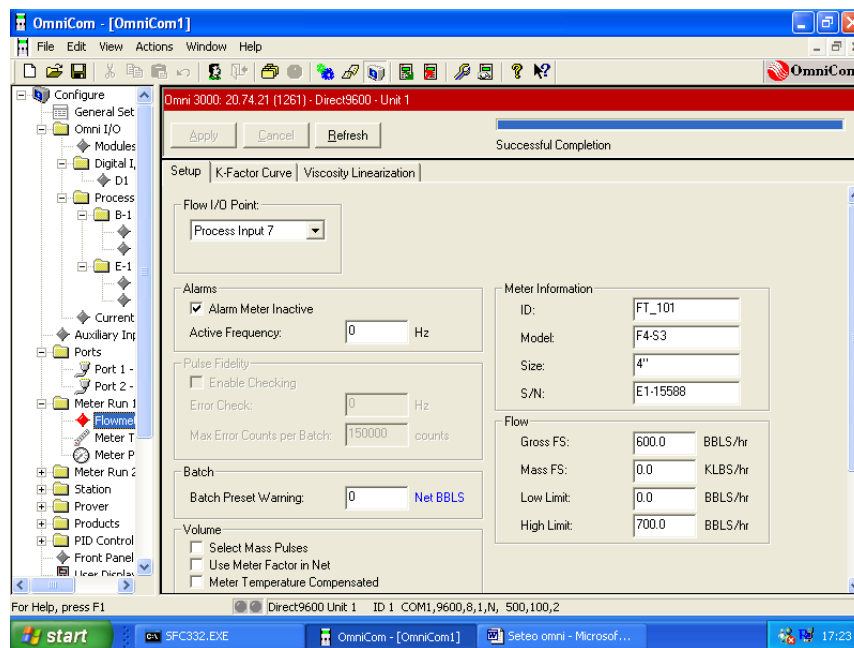 OmniCom - [OmniCom1]
File Edit View Actions Window Help
OmniCom
Configure
General Set
Omni I/O
Modules
Digital I,
D1
Process
B-1
E-1
Current
Auxiliary Inp
Ports
Port 1 -
Port 2 -
Meter Run 1
Flowmet
Meter T
Meter P
Meter Run 2
Station
Prover
Products
PID Control
Front Panel
User Display
Omni 3000: 20.74.21 (1261) - Direct9600 - Unit 1
Apply Cancel Refresh
Successful Completion
Setup K-Factor Curve Viscosity Linearization
Flow I/O Point:
Process Input 7
Alarms
Alarm Meter Inactive
Active Frequency: 0 Hz
Pulse Fidelity
Enable Checking
Error Check: 0 Hz
Max Error Counts per Batch: 150000 counts
Batch
Batch Preset Warning: 0 Net BBLS
Volume
Select Mass Pulses
Use Meter Factor in Net
Meter Temperature Compensated
Meter Information
ID: FT_101
Model: F4-S3
Size: 4"
S/N: E1-15588
Flow
Gross FS: 600.0 BBLS/hr
Mass FS: 0.0 KLBS/hr
Low Limit: 0.0 BBLS/hr
High Limit: 700.0 BBLS/hr
For Help, press F1
Direct9600 Unit 1 ID 1 COM1,9600,8,1,N, 500,100,2
start
SFC332.EXE
OmniCom - [OmniCom1]
Seteo omni - Microsof...
17:23